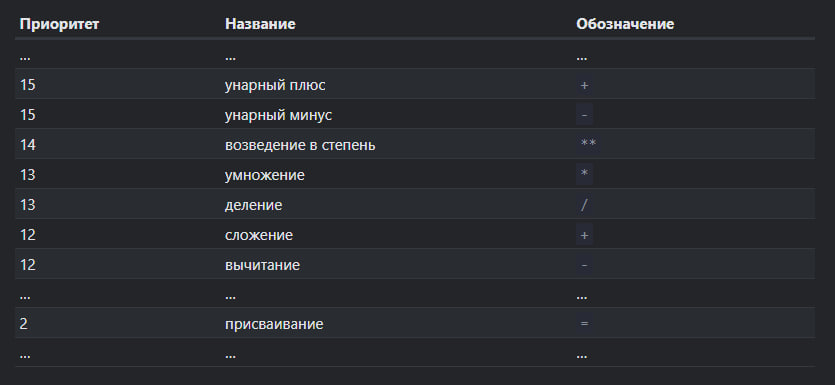 Приоритет Название Обозначение
... ... ...
15 унарный плюс +
15 унарный минус -
14 возведение в степень **
13 умножение *
13 деление /
12 сложение +
12 вычитание -
... ... ...
2 присваивание =
... ... ...